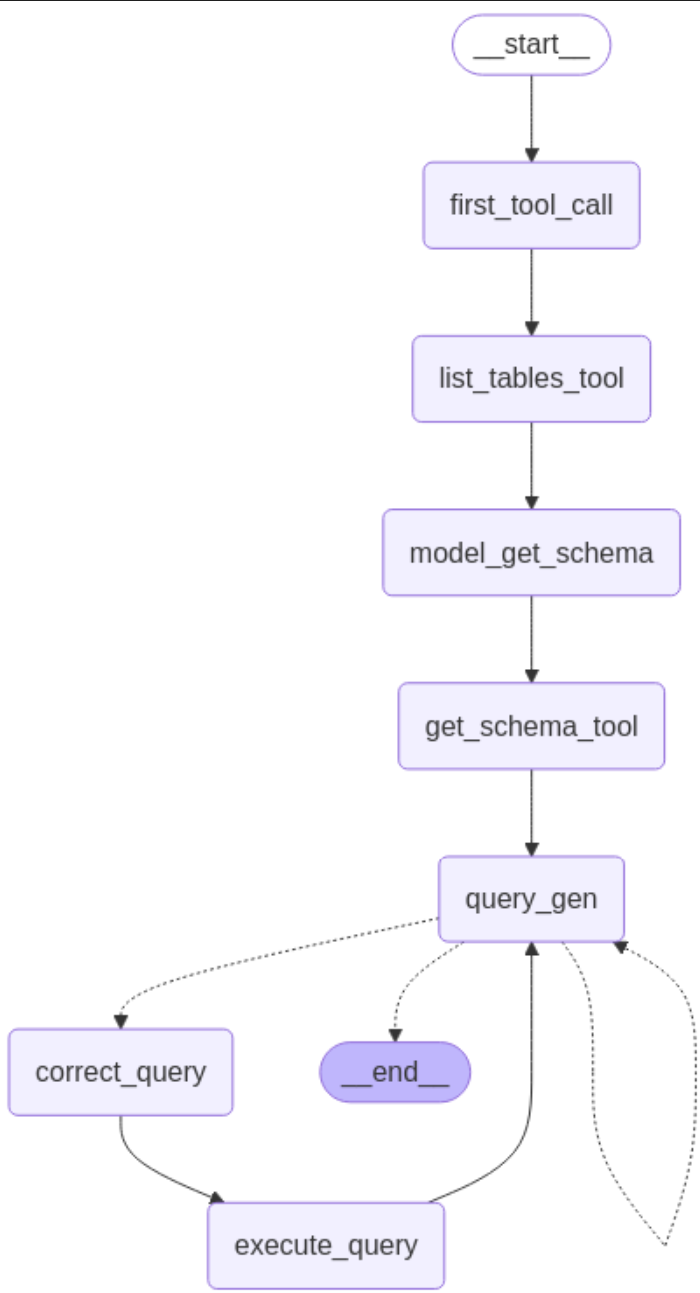 __start__
first_tool_call
list_tables_tool
model_get_schema
get_schema_tool
query_gen
correct_query
__end__
execute_query